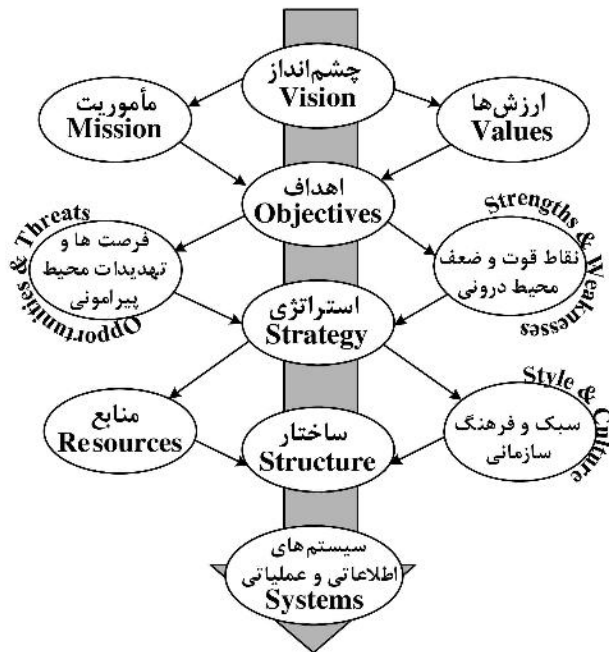 چشم‌انداز
Vision
مأموریت
Mission
ارزش‌ها
Values
اهداف
Objectives
Opportunities & Threats
فرصت ها و
تهدیدات محیط
پیرامونی
Strengths & Weaknesses
نقاط قوت و ضعف
محیط درونی
استراتژی
Strategy
منابع
Resources
Style & Culture
سبک و فرهنگ
سازمانی
ساختار
Structure
سیستم‌های
اطلاعاتی و عملیاتی
Systems